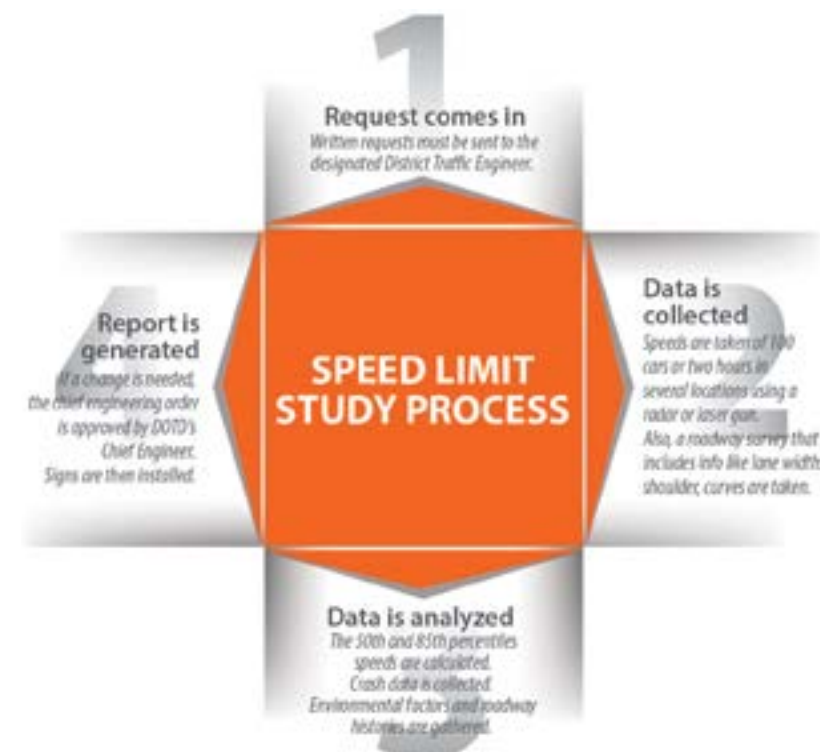 1
Request comes in
Written requests must be sent to the
designated District Traffic Engineer.
2
Data is
collected
Speeds are taken of 100
cars or two hours in
several locations using a
radar or laser gun.
Also, a roadway survey that
includes info like lane width
shoulder, curves are taken.
3
Data is analyzed
The 50th and 85th percentiles
speeds are calculated.
Crash data is collected.
Environmental factors and roadway
histories are gathered.
4
Report is
generated
If a change is needed,
the chief engineering order
is approved by DOTD's
Chief Engineer.
Signs are then installed.
SPEED LIMIT
STUDY PROCESS